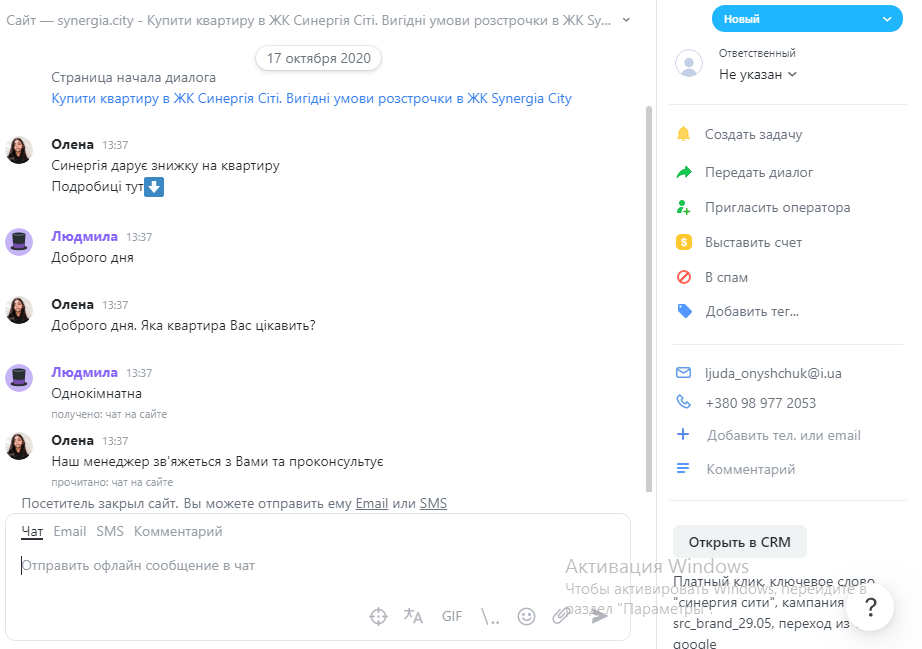 Сайт — synergia.city - Купити квартиру в ЖК Синергія Сіті. Вигідні умови розстрочки в ЖК Sy...
17 октября 2020
Страница начала диалога
Купити квартиру в ЖК Синергія Сіті. Вигідні умови розстрочки в ЖК Synergia City
Олена 13:37
Синергія дарує знижку на квартиру
Подробиці тут⬇️
Людмила 13:37
Доброго дня
Олена 13:37
Доброго дня. Яка квартира Вас цікавить?
Людмила 13:37
Однокімнатна
получено: чат на сайте
Олена 13:37
Наш менеджер зв'яжеться з Вами та проконсультує
прочитано: чат на сайте
Посетитель закрыл сайт. Вы можете отправить ему Email или SMS
Чат Email SMS Комментарий
Отправить офлайн сообщение в чат
GIF \..
Новый
Ответственный
Не указан
Создать задачу
Передать диалог
Пригласить оператора
Выставить счет
В спам
Добавить тег...
ljuda_onyshchuk@i.ua
+380 98 977 2053
Добавить тел. или email
Комментарий
Открыть в CRM
Платный клик, ключевое слово
"синергия сити", кампания
src_brand_29.05, переход из
google
Активация Windows
Чтобы активировать Windows, перейдите в
раздел "Параметры".
?